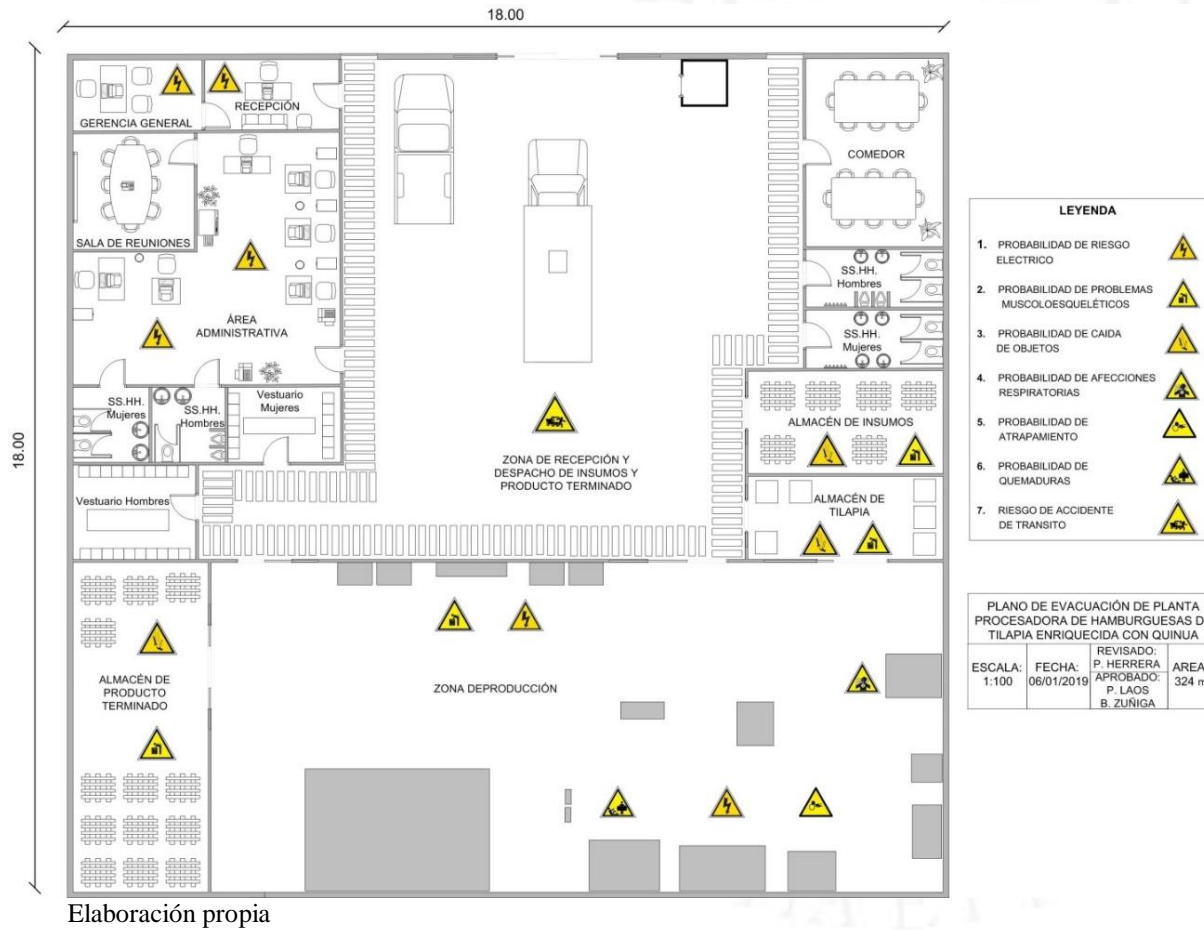 18.00
18.00
GERENCIA GENERAL
RECEPCIÓN
SALA DE REUNIONES
ÁREA
ADMINISTRATIVA
SS.HH.
Mujeres
SS.HH.
Hombres
Vestuario
Mujeres
Vestuario Hombres
COMEDOR
SS.HH.
Hombres
SS.HH.
Mujeres
ALMACÉN DE INSUMOS
ALMACÉN DE
TILAPIA
ZONA DE RECEPCIÓN Y
DESPACHO DE INSUMOS Y
PRODUCTO TERMINADO
ALMACÉN DE
PRODUCTO
TERMINADO
ZONA DEPRODUCCIÓN
LEYENDA
1. PROBABILIDAD DE RIESGO
ELECTRICO
2. PROBABILIDAD DE PROBLEMAS
MUSCOLOESQUELÉTICOS
3. PROBABILIDAD DE CAIDA
DE OBJETOS
4. PROBABILIDAD DE AFECCIONES
RESPIRATORIAS
5. PROBABILIDAD DE
ATRAPAMIENTO
6. PROBABILIDAD DE
QUEMADURAS
7. RIESGO DE ACCIDENTE
DE TRANSITO
PLANO DE EVACUACIÓN DE PLANTA
PROCESADORA DE HAMBURGUESAS D
TILAPIA ENRIQUECIDA CON QUINUA
ESCALA:
1:100
FECHA:
06/01/2019
REVISADO:
P. HERRERA
APROBADO:
P. LAOS
B. ZUÑIGA
AREA
324 m
Elaboración propia